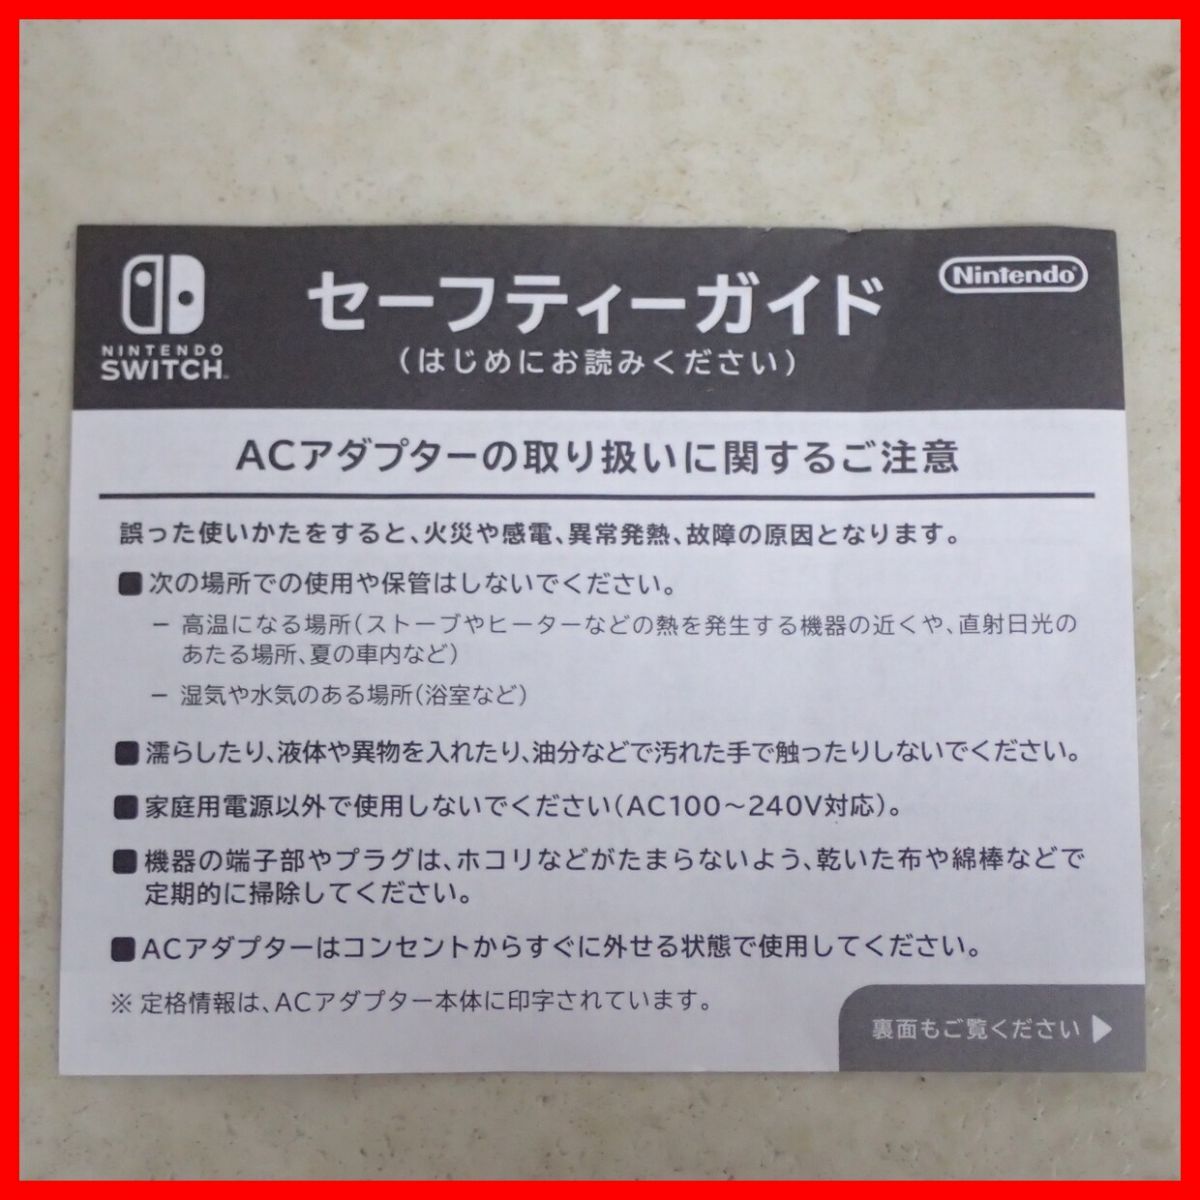 NINTENDO
SWITCH
セーフティーガイド
（はじめにお読みください）
Nintendo
ACアダプターの取り扱いに関するご注意
誤った使いかたをすると、火災や感電、異常発熱、故障の原因となります。
■次の場所での使用や保管はしないでください。
－ 高温になる場所（ストーブやヒーターなどの熱を発生する機器の近くや、直射日光の
あたる場所、夏の車内など）
－ 湿気や水気のある場所（浴室など）
■濡らしたり、液体や異物を入れたり、油分などで汚れた手で触ったりしないでください。
■家庭用電源以外で使用しないでください（AC100～240V対応）。
■機器の端子部やプラグは、ホコリなどがたまらないよう、乾いた布や綿棒などで
定期的に掃除してください。
■ACアダプターはコンセントからすぐに外せる状態で使用してください。
※ 定格情報は、ACアダプター本体に印字されています。
裏面もご覧ください ▶